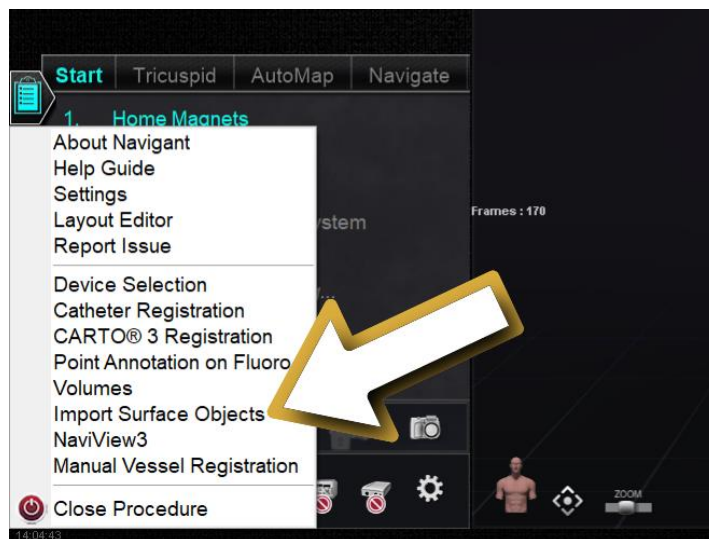 Start Tricuspid AutoMap Navigate
1. Home Magnets
About Navigant
Help Guide
Settings
Layout Editor
Report Issue
Frames : 170
Device Selection
Catheter Registration
CARTO® 3 Registration
Point Annotation on Fluoro
Volumes
Import Surface Objects
NaviView3
Manual Vessel Registration
Close Procedure
ZOOM
14:04:43